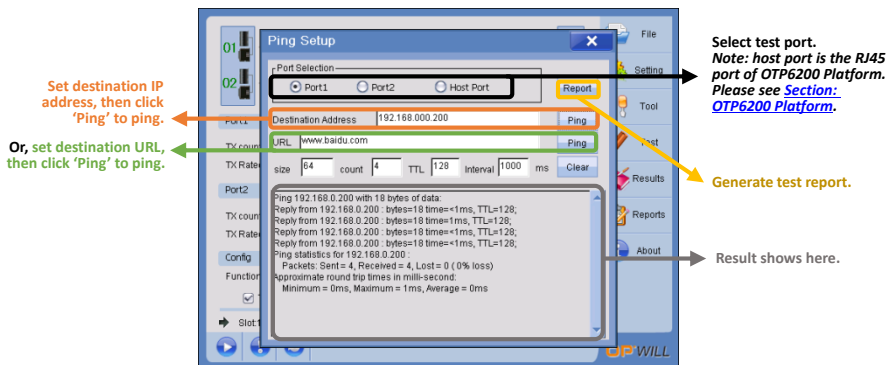 Set destination IP
address, then click
‘Ping’ to ping.
Or, set destination URL,
then click ‘Ping’ to ping.
01
02
Port1
TX count
TX Rate
Port2
TX count
TX Rate
Config
Function
Slot:1
Ping Setup
Port Selection
Port1 Port2 Host Port
Report
Destination Address 192.168.000.200 Ping
URL www.baidu.com Ping
size 64 count 4 TTL 128 Interval 1000 ms Clear
Ping 192.168.0.200 with 18 bytes of data:
Reply from 192.168.0.200 : bytes=18 time=<1ms, TTL=128;
Reply from 192.168.0.200 : bytes=18 time=1ms, TTL=128;
Reply from 192.168.0.200 : bytes=18 time=<1ms, TTL=128;
Reply from 192.168.0.200 : bytes=18 time=<1ms, TTL=128;
Ping statistics for 192.168.0.200 :
Packets: Sent = 4, Received = 4, Lost = 0 ( 0% loss)
Approximate round trip times in milli-second:
Minimum = 0ms, Maximum = 1ms, Average = 0ms
File
Setting
Tool
Test
Results
Reports
About
OP'WILL
Select test port.
Note: host port is the RJ45
port of OTP6200 Platform.
Please see Section:
OTP6200 Platform.
Generate test report.
Result shows here.